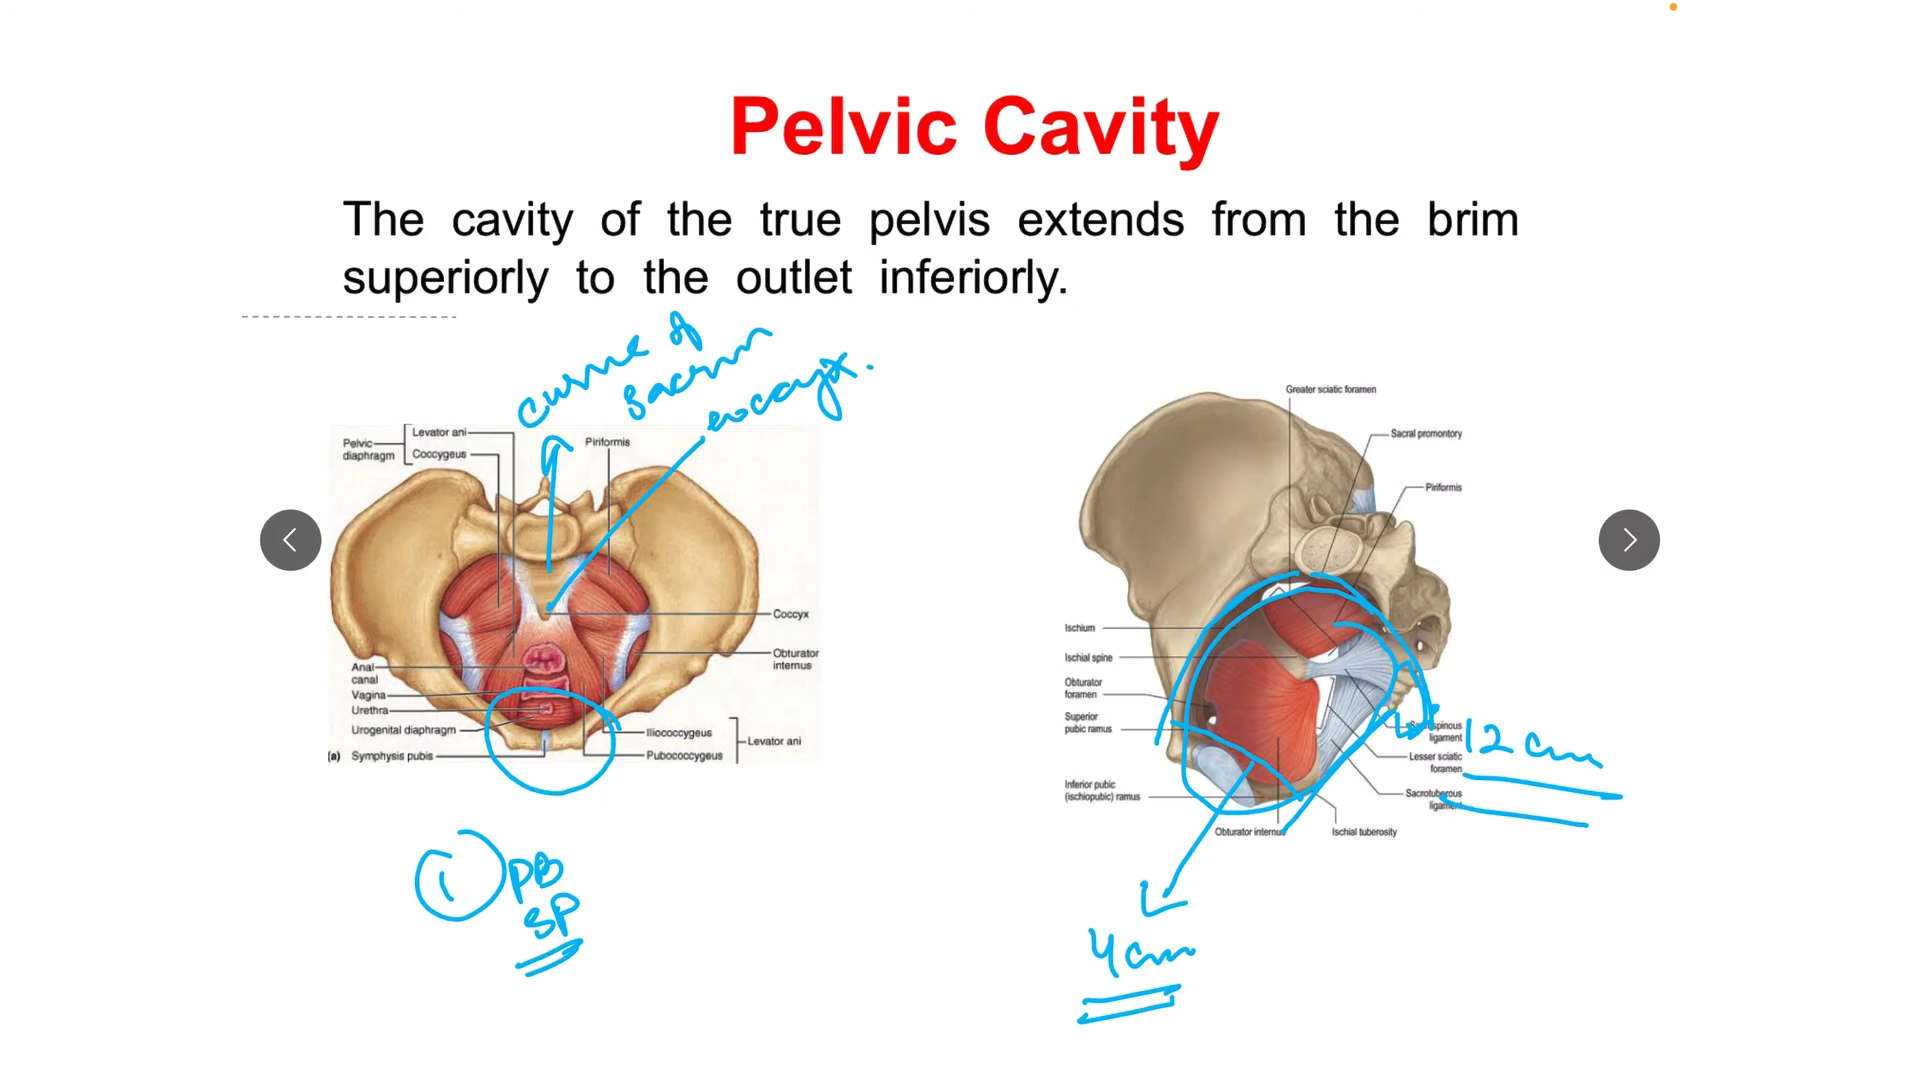 Pelvic Cavity
The cavity of the true pelvis extends from the brim
superiorly to the outlet inferiorly.
curve of
sacrum
coccyx.
Pelvic
diaphragm
Levator ani
Coccygeus
Piriformis
Coccyx
Obturator
internus
Anal
canal
Vagina
Urethra
Urogenital diaphragm
(a) Symphysis pubis
Iliococcygeus
Pubococcygeus
Levator ani
1 PB
SP
Greater sciatic foramen
Sacral promontory
Piriformis
Ischium
Ischial spine
Obturator
foramen
Superior
pubic ramus
Inferior pubic
(ischiopubic) ramus
Obturator internus
Ischial tuberosity
Sacrospinous
ligament
Lesser sciatic
foramen
Sacrotuberous
ligament
12 cm
4 cm